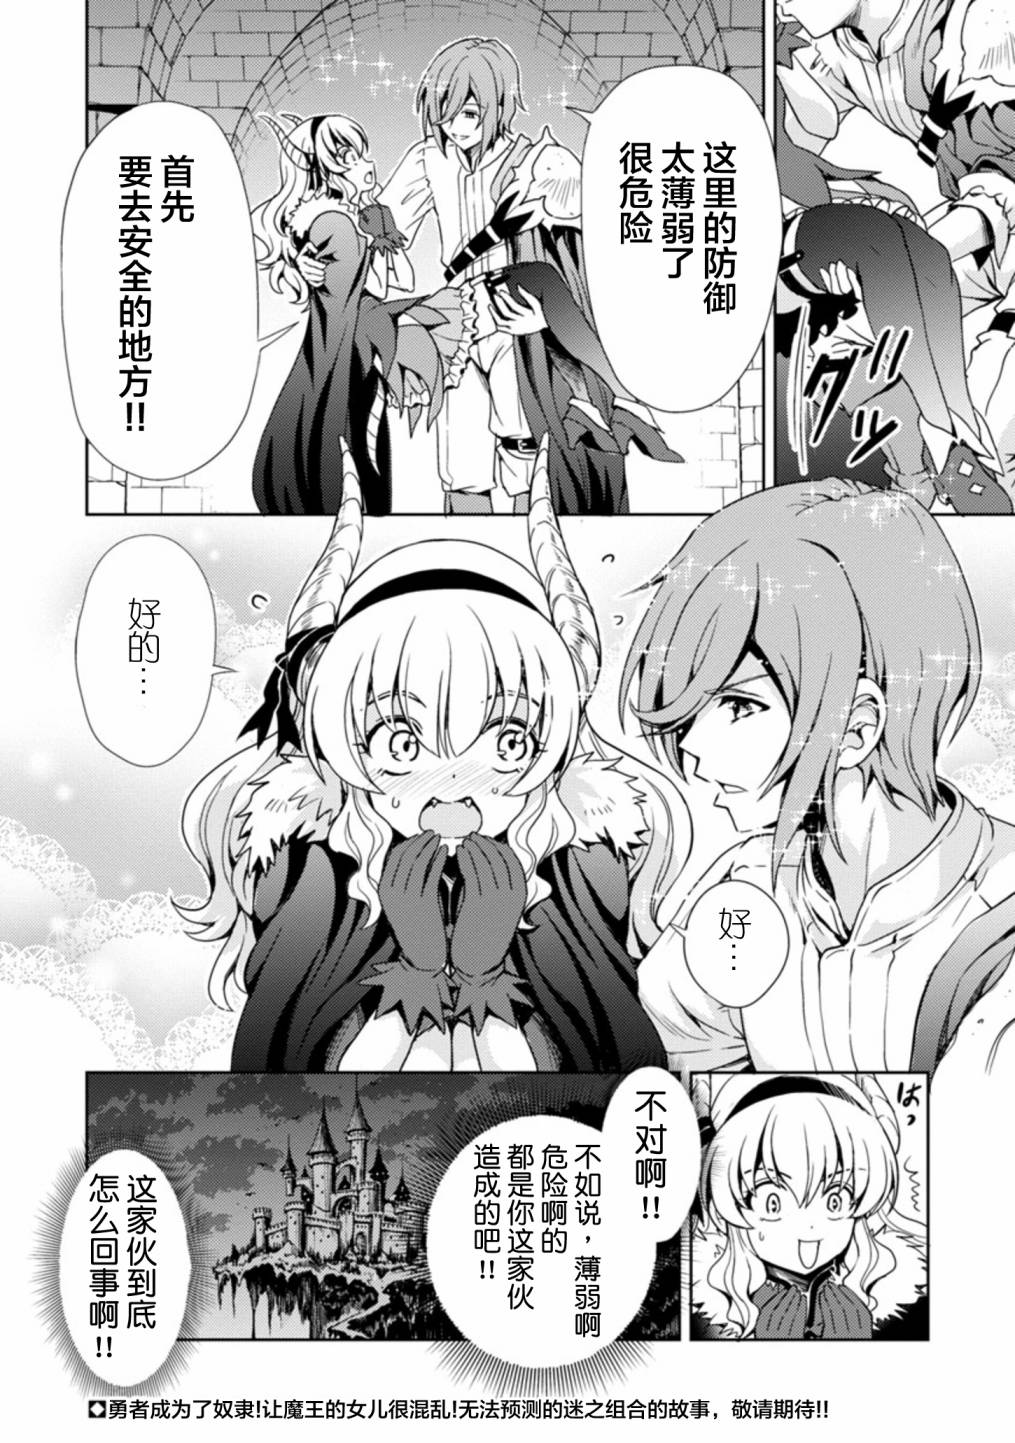 グッ
这里的防御
太薄弱了
很危险
首先
要去安全的地方!!
好…
好的…
はっ
不对啊!!
不如说，薄弱啊
危险啊的
都是你这家伙
造成的吧!!
这家伙到底
怎么回事啊!!
勇者成为了奴隶!让魔王的女儿很混乱!无法预测的迷之组合的故事，敬请期待!!